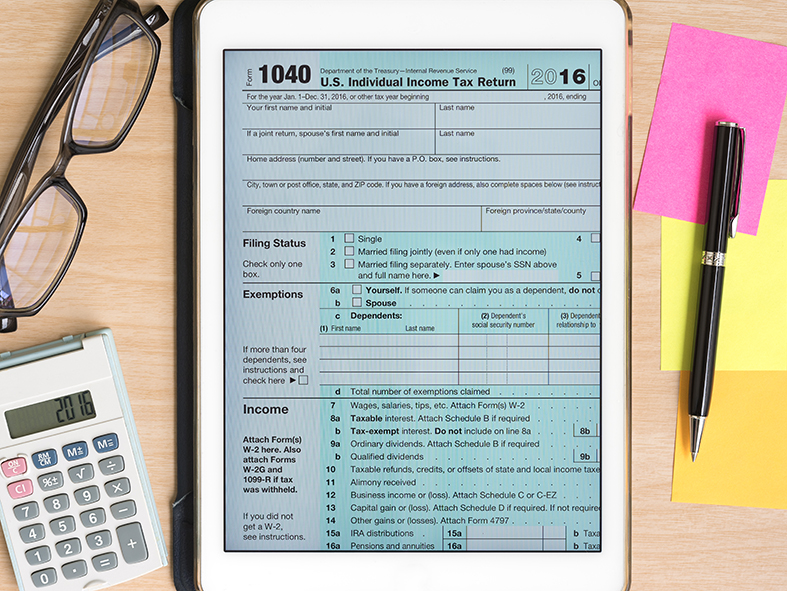 Form 1040 Department of the Treasury—Internal Revenue Service (99)
U.S. Individual Income Tax Return 2016
For the year Jan. 1–Dec. 31, 2016, or other tax year beginning , 2016, ending
Your first name and initial Last name
If a joint return, spouse's first name and initial Last name
Home address (number and street). If you have a P.O. box, see instructions.
City, town or post office, state, and ZIP code. If you have a foreign address, also complete spaces below (see instruct
Foreign country name Foreign province/state/county
Filing Status
Check only one
box.
1 Single 4
2 Married filing jointly (even if only one had income)
3 Married filing separately. Enter spouse's SSN above
and full name here. ▶ 5
Exemptions
6a Yourself. If someone can claim you as a dependent, do not c
b Spouse
c Dependents:
(1) First name Last name
(2) Dependent's
social security number
(3) Dependent
relationship to
If more than four
dependents, see
instructions and
check here ▶
d Total number of exemptions claimed
Income
Attach Form(s)
W-2 here. Also
attach Forms
W-2G and
1099-R if tax
was withheld.
If you did not
get a W-2,
see instructions.
7 Wages, salaries, tips, etc. Attach Form(s) W-2
8a Taxable interest. Attach Schedule B if required
b Tax-exempt interest. Do not include on line 8a 8b
9a Ordinary dividends. Attach Schedule B if required
b Qualified dividends 9b
10 Taxable refunds, credits, or offsets of state and local income taxe
11 Alimony received
12 Business income or (loss). Attach Schedule C or C-EZ
13 Capital gain or (loss). Attach Schedule D if required. If not require
14 Other gains or (losses). Attach Form 4797
15a IRA distributions 15a b Taxa
16a Pensions and annuities 16a b Taxa
2016
ON/C RM/CM M± M=
CI %± √ ÷
7 8 9 × −
4 5 6
1 2 3 +
0 . =